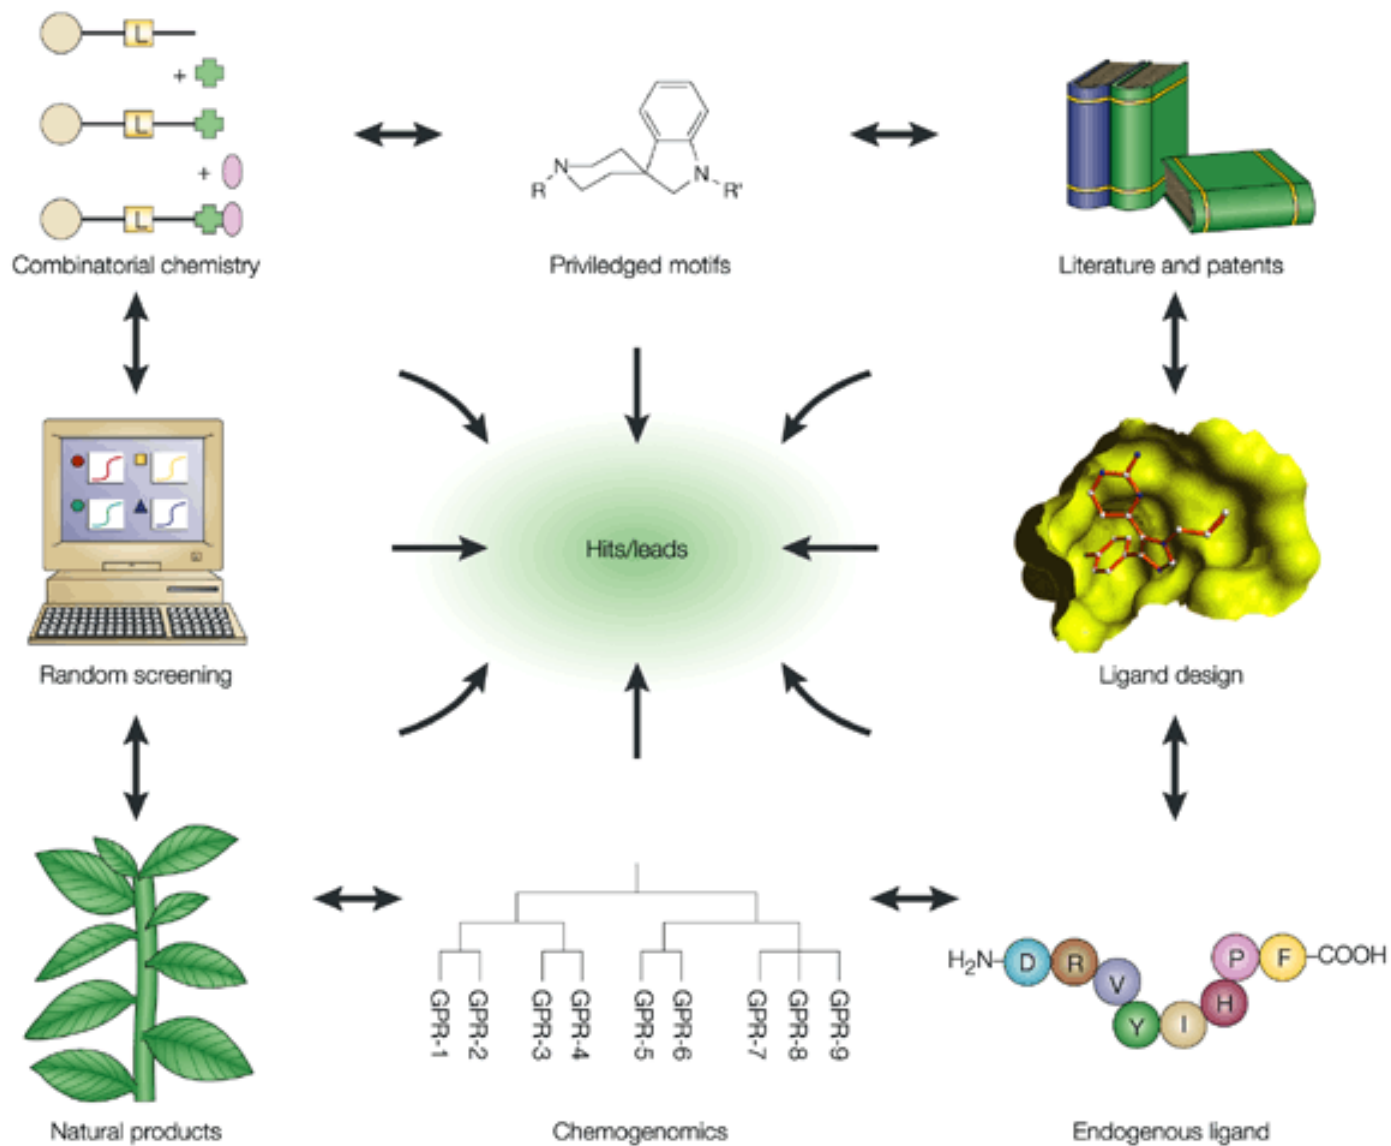 L
+
L
+
L
N
R
N
R'
Combinatorial chemistry
Priviledged motifs
Literature and patents
Hits/leads
Random screening
Ligand design
H₂N-D R V Y I H P F-COOH
GPR-1
GPR-2
GPR-3
GPR-4
GPR-5
GPR-6
GPR-7
GPR-8
GPR-9
Natural products
Chemogenomics
Endogenous ligand